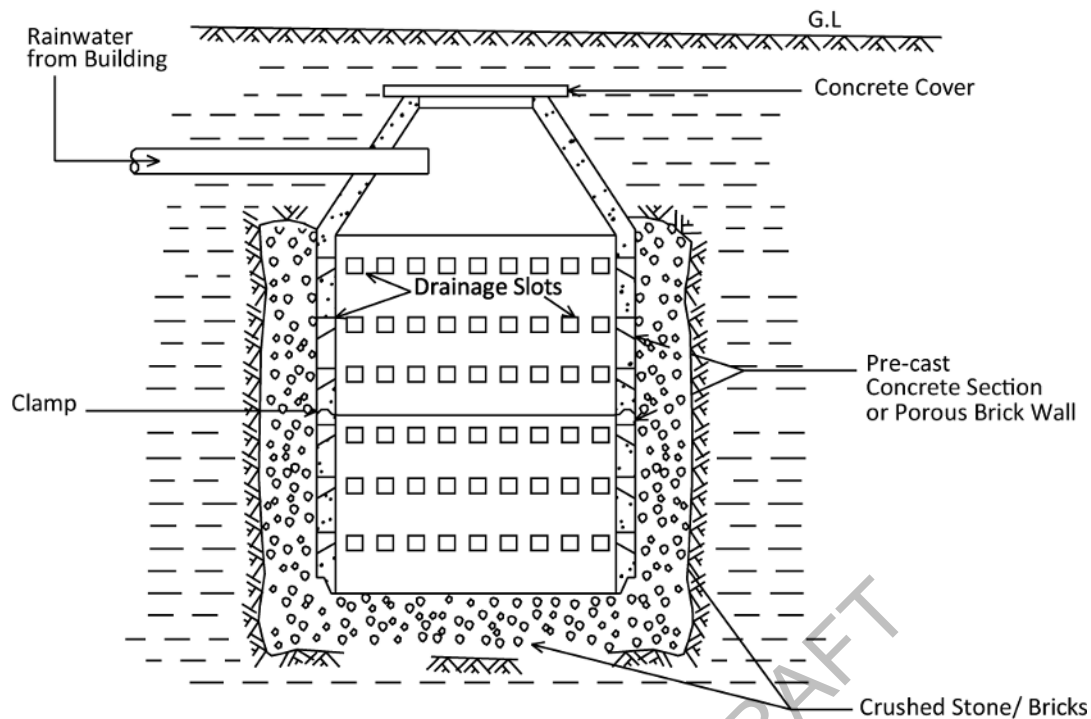 G.L
Rainwater
from Building
Concrete Cover
Drainage Slots
Pre-cast
Concrete Section
or Porous Brick Wall
Clamp
Crushed Stone/ Bricks